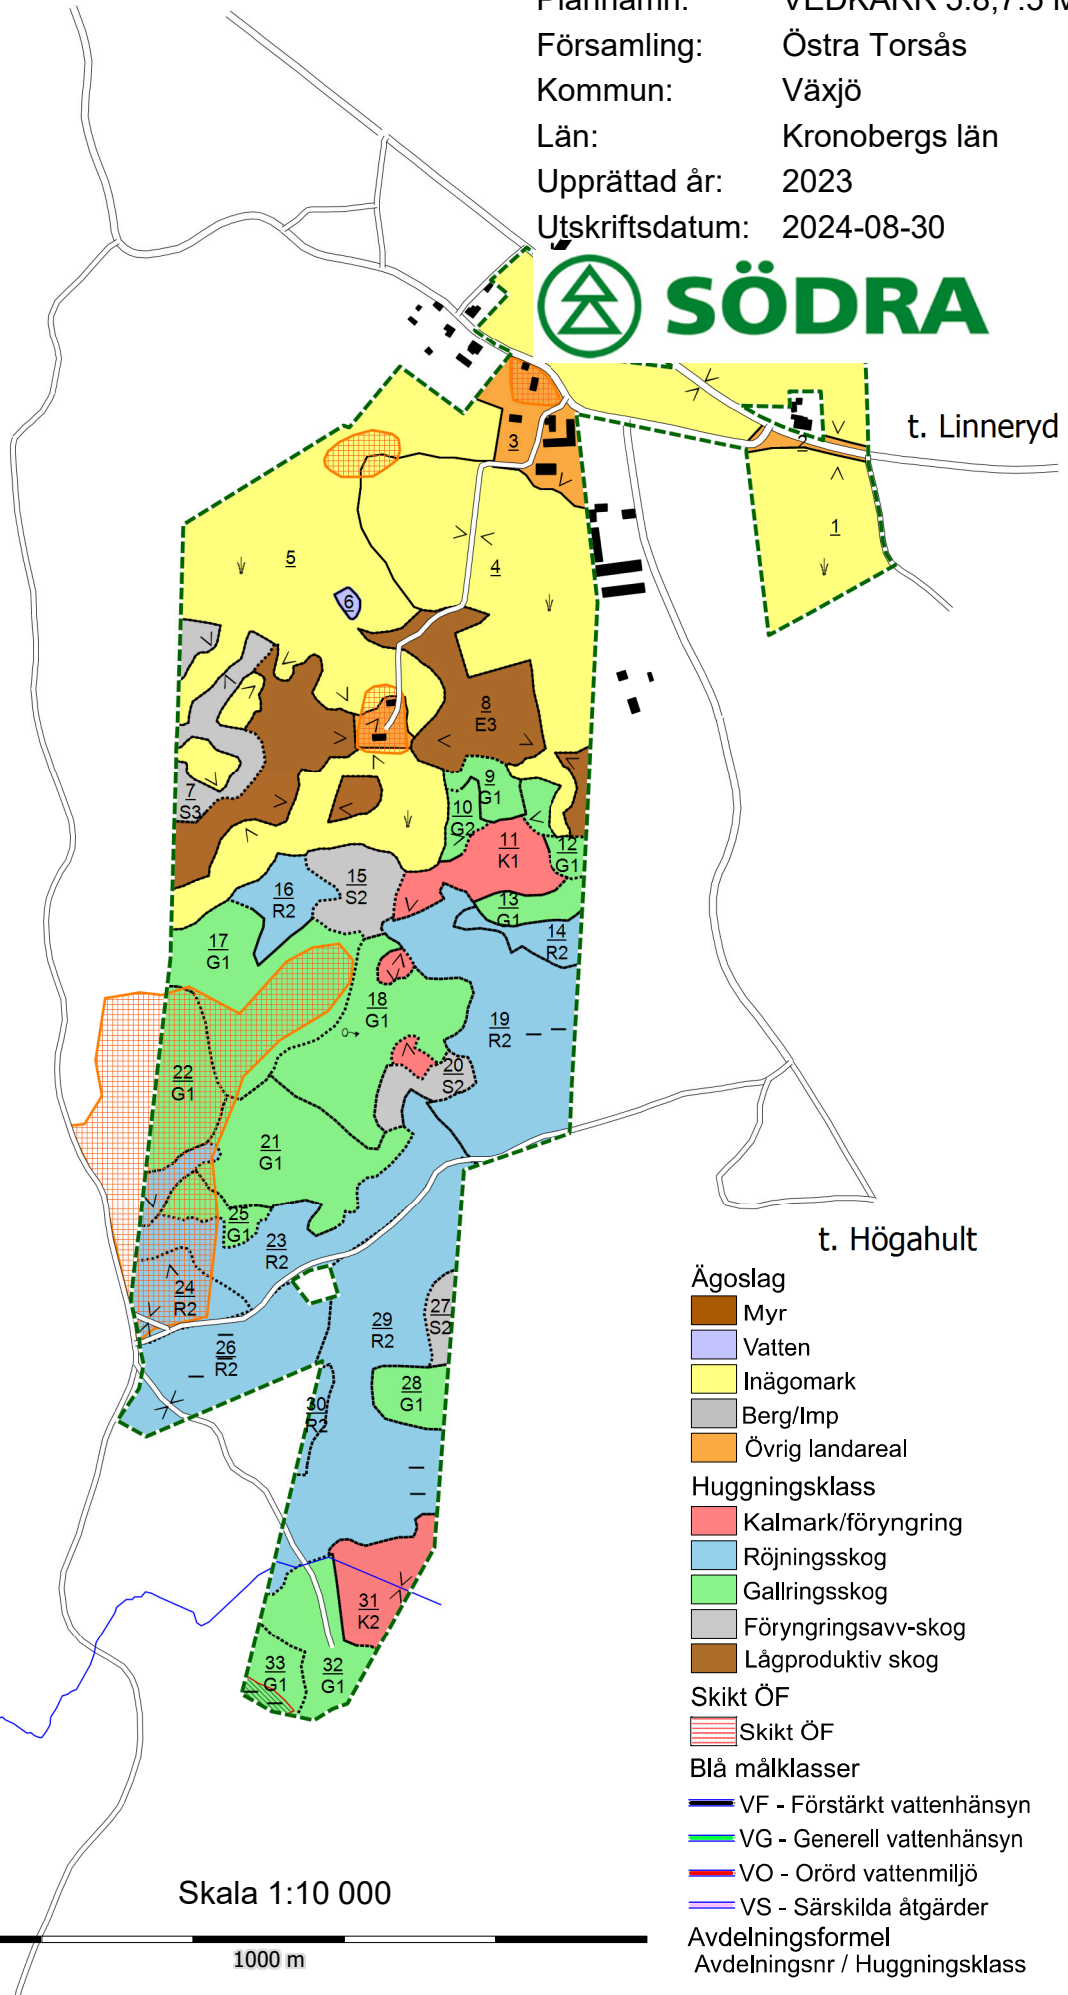 Plannamn: VEDKÄRR 3:8,7:3 M
Församling: Östra Torsås
Kommun: Växjö
Län: Kronobergs län
Upprättad år: 2023
Utskriftsdatum: 2024-08-30
SÖDRA
t. Linneryd
3
2
1
5
4
6
8
E3
7
S3
9
G1
10
G2
11
K1
12
G1
13
G1
14
R2
15
S2
16
R2
17
G1
18
G1
19
R2
20
S2
21
G1
22
G1
23
R2
24
R2
25
G1
26
R2
27
S2
28
G1
29
R2
30
R2
31
K2
32
G1
33
G1
t. Högahult
Ägoslag
Myr
Vatten
Inägomark
Berg/Imp
Övrig landareal
Huggningsklass
Kalmark/föryngring
Röjningsskog
Gallringsskog
Föryngringsavv-skog
Lågproduktiv skog
Skikt ÖF
Skikt ÖF
Blå målklasser
VF - Förstärkt vattenhänsyn
VG - Generell vattenhänsyn
VO - Orörd vattenmiljö
VS - Särskilda åtgärder
Avdelningsformel
Avdelningsnr / Huggningsklass
Skala 1:10 000
1000 m